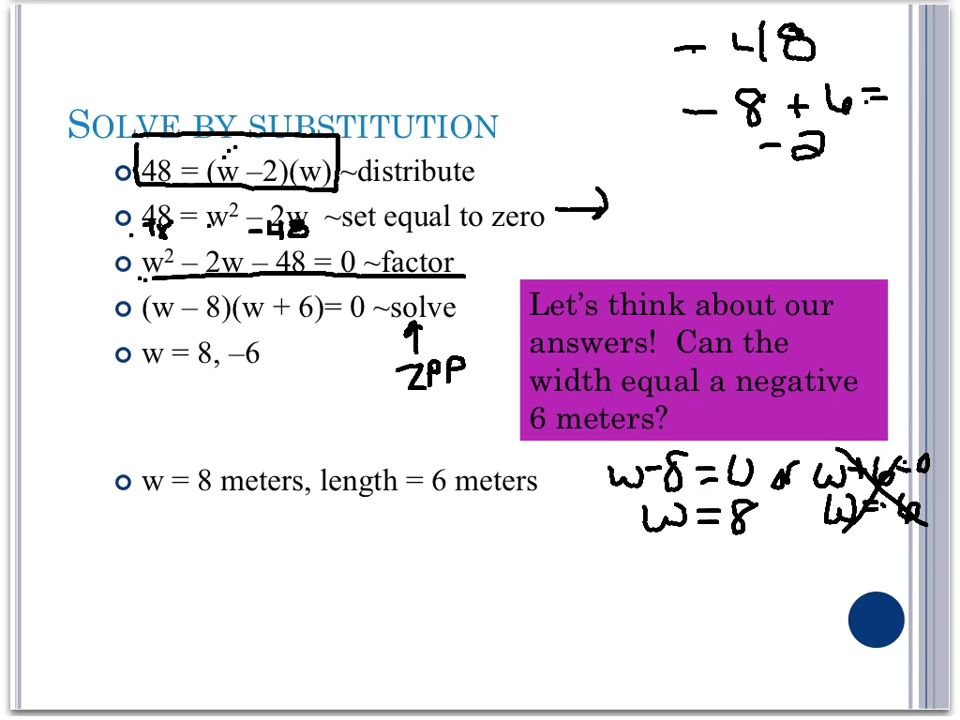 - 48
- 8 + 6 =
- 2
SOLVE BY SUBSTITUTION
48 = (w –2)(w) ~distribute
48 = w² – 2w ~set equal to zero →
-48 -48
w² – 2w – 48 = 0 ~factor
(w – 8)(w + 6)= 0 ~solve
↑
ZPP
w = 8, –6
Let's think about our
answers! Can the
width equal a negative
6 meters?
w = 8 meters, length = 6 meters
w-8=0 or w+6=0
w=8 w=-6